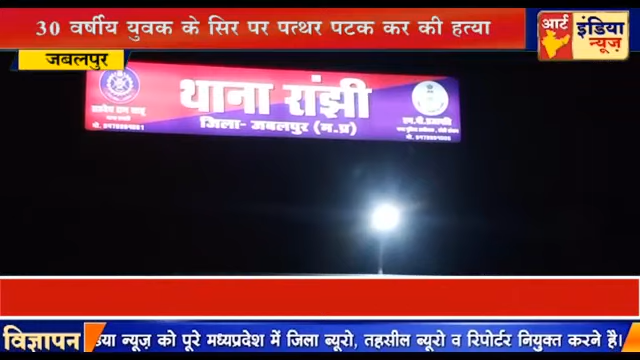 30 वर्षीय युवक के सिर पर पत्थर पटक कर की हत्या
आर्ट इंडिया न्यूज़
जबलपुर
थाना रांझी
जिला- जबलपुर (म.प्र)
विज्ञापन
न्यूज़ को पूरे मध्यप्रदेश में जिला ब्यूरो, तहसील ब्यूरो व रिपोर्टर नियुक्त करने है।